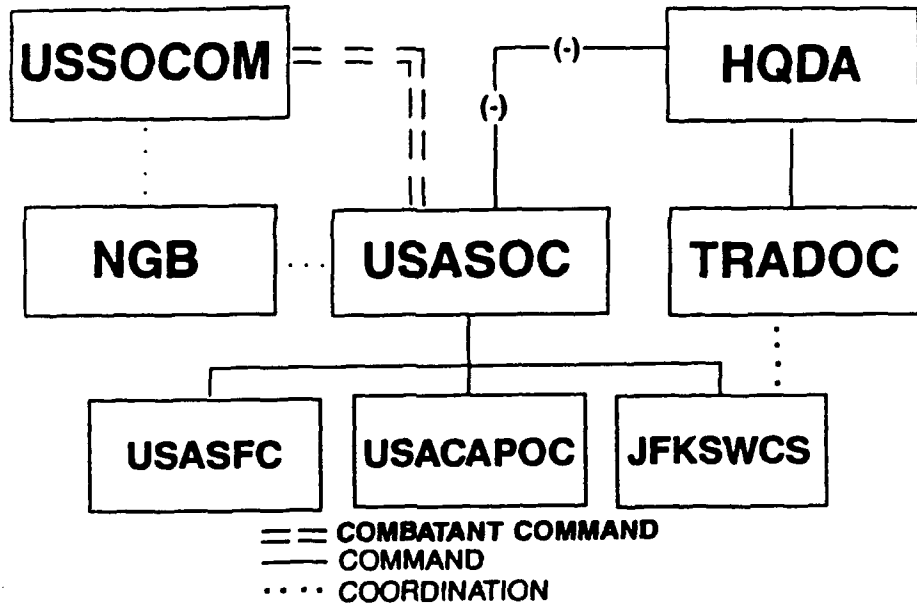 USSOCOM
(-)
HQDA
(-)
NGB
USASOC
TRADOC
USASFC
USACAPOC
JFKSWCS
COMBATANT COMMAND
COMMAND
COORDINATION